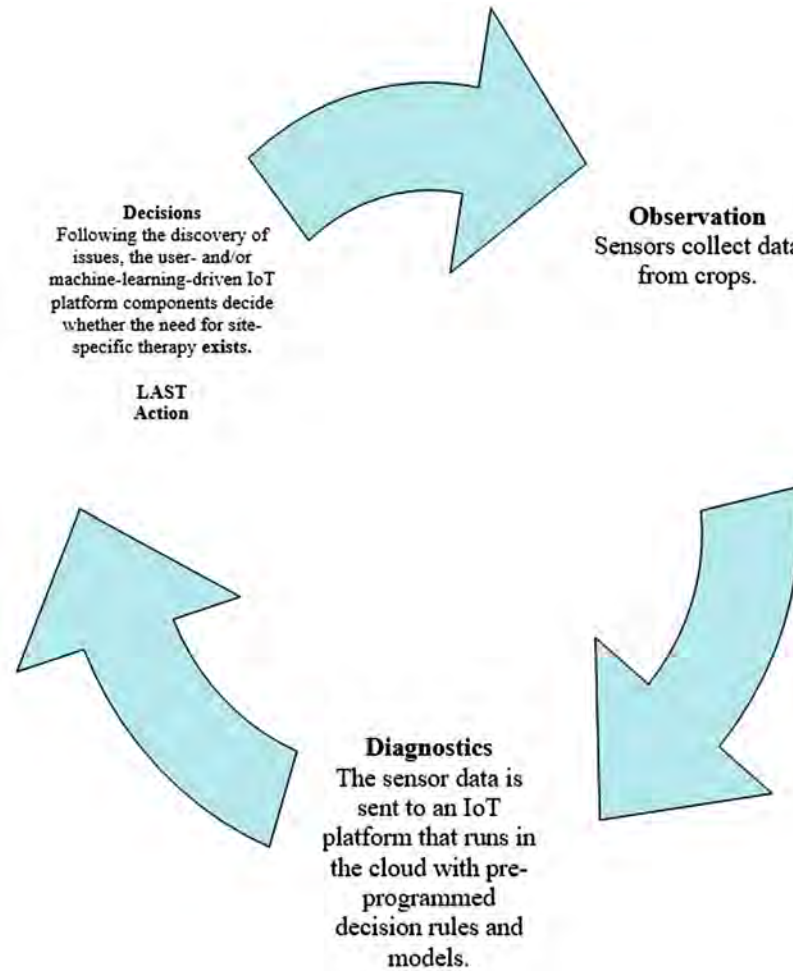 Decisions
Following the discovery of
issues, the user- and/or
machine-learning-driven IoT
platform components decide
whether the need for site-
specific therapy exists.
LAST
Action
Observation
Sensors collect data
from crops.
Diagnostics
The sensor data is
sent to an IoT
platform that runs in
the cloud with pre-
programmed
decision rules and
models.